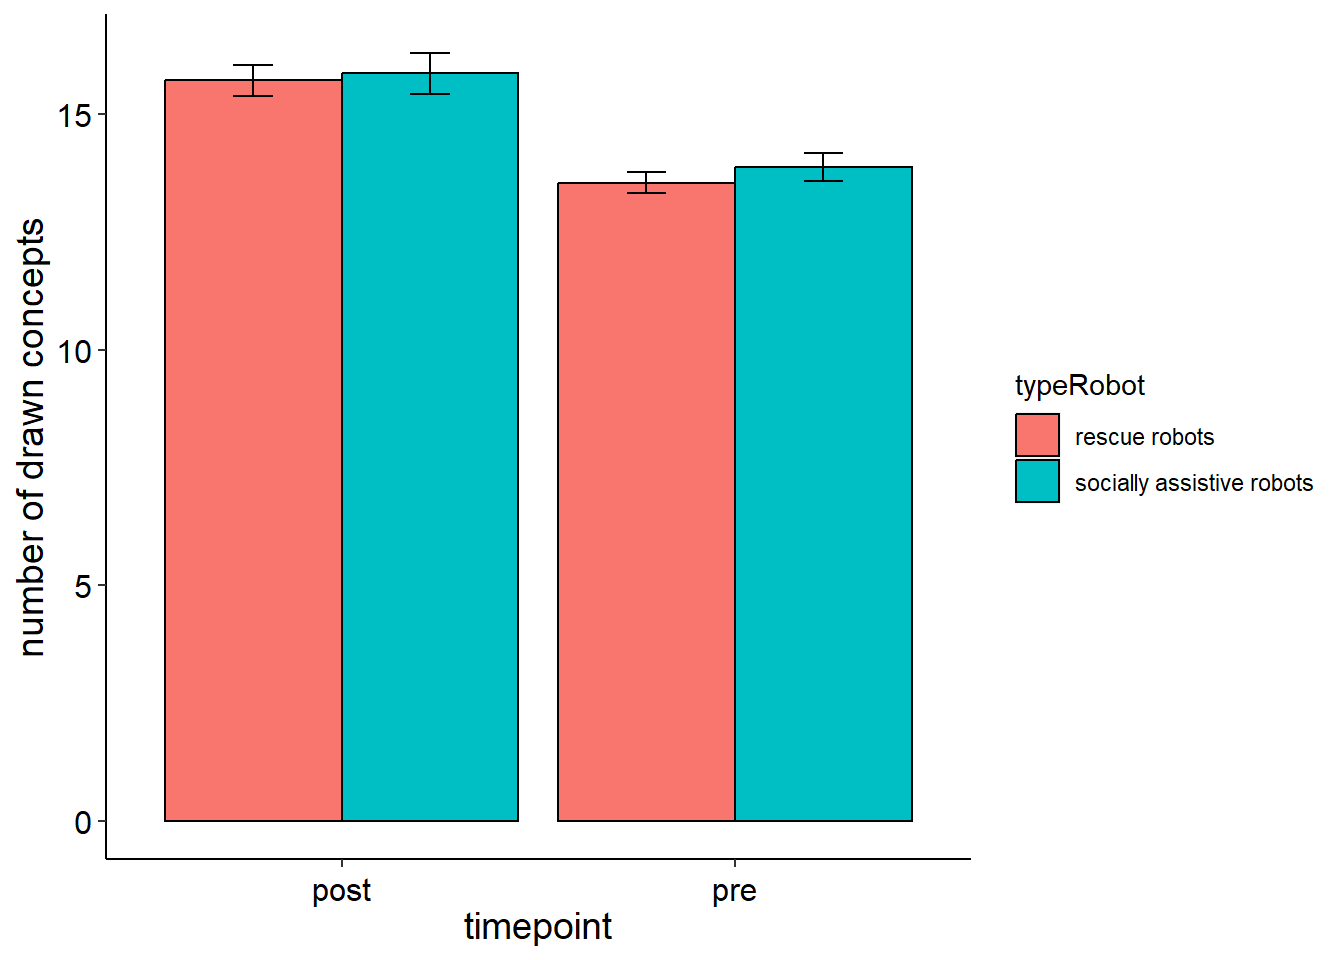 number of drawn concepts
15
10
5
0
post
pre
timepoint
typeRobot
rescue robots
socially assistive robots